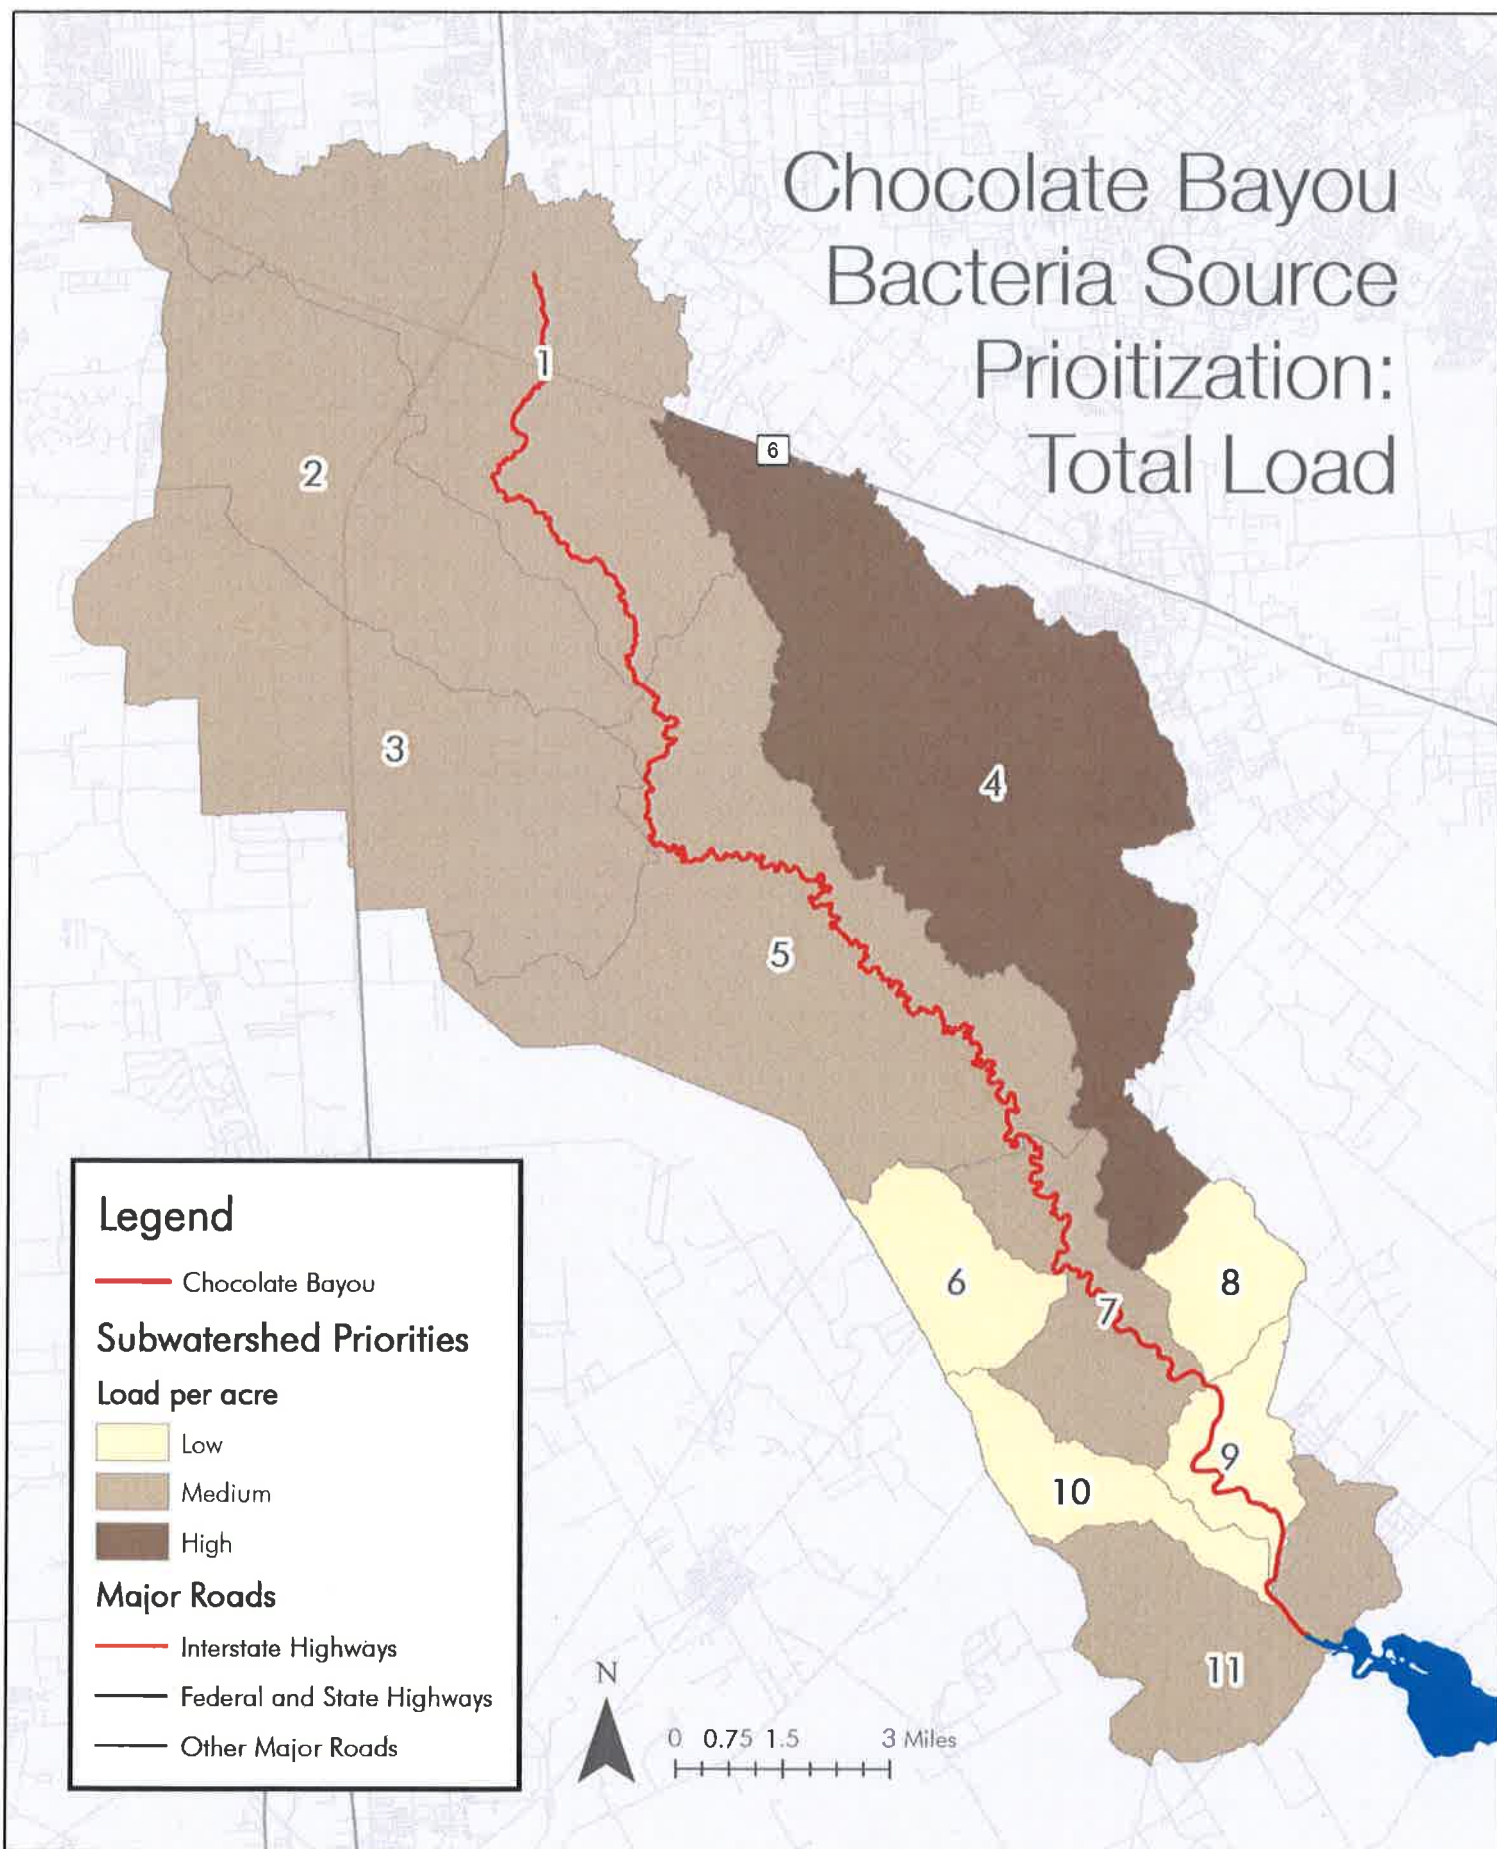 Chocolate Bayou
Bacteria Source
Prioitization:
Total Load
6
1
2
3
4
5
6
7
8
9
10
11
Legend
Chocolate Bayou
Subwatershed Priorities
Load per acre
Low
Medium
High
Major Roads
Interstate Highways
Federal and State Highways
Other Major Roads
N
0 0.75 1.5 3 Miles